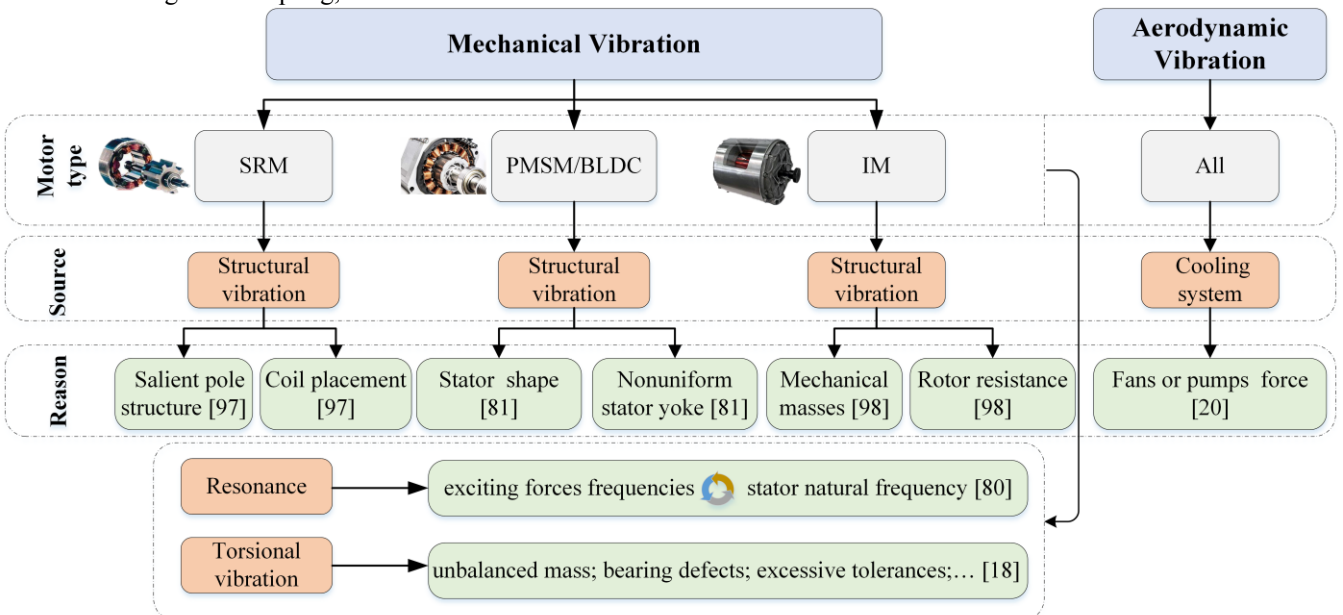 Mechanical Vibration
Aerodynamic
Vibration
Motor
type
SRM
PMSM/BLDC
IM
All
Source
Structural
vibration
Structural
vibration
Structural
vibration
Cooling
system
Reason
Salient pole
structure [97]
Coil placement
[97]
Stator shape
[81]
Nonuniform
stator yoke [81]
Mechanical
masses [98]
Rotor resistance
[98]
Fans or pumps force
[20]
Resonance
exciting forces frequencies stator natural frequency [80]
Torsional
vibration
unbalanced mass; bearing defects; excessive tolerances;… [18]